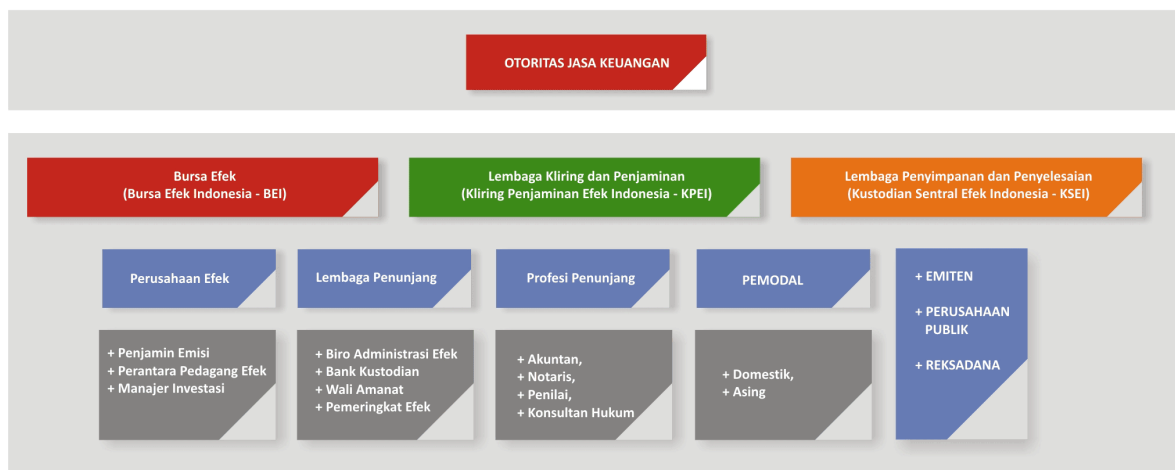 OTORITAS JASA KEUANGAN
Bursa Efek
(Bursa Efek Indonesia - BEI)
Lembaga Kliring dan Penjaminan
(Kliring Penjaminan Efek Indonesia - KPEI)
Lembaga Penyimpanan dan Penyelesaian
(Kustodian Sentral Efek Indonesia - KSEI)
Perusahaan Efek
Lembaga Penunjang
Profesi Penunjang
PEMODAL
+ EMITEN
+ PERUSAHAAN
PUBLIK
+ REKSADANA
+ Penjamin Emisi
+ Perantara Pedagang Efek
+ Manajer Investasi
+ Biro Administrasi Efek
+ Bank Kustodian
+ Wali Amanat
+ Pemeringkat Efek
+ Akuntan,
+ Notaris,
+ Penilai,
+ Konsultan Hukum
+ Domestik,
+ Asing